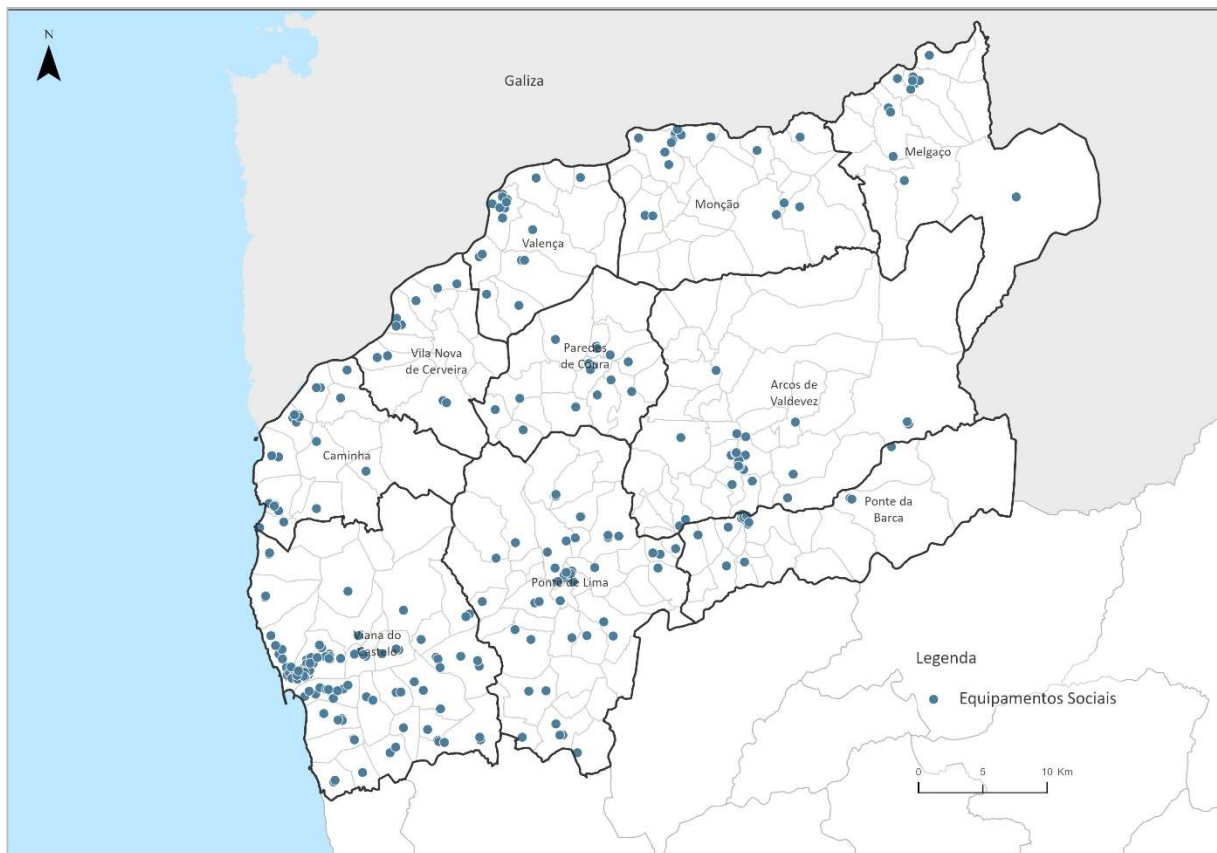 N
Galiza
Melgaço
Monção
Valença
Paredes
de Coura
Vila Nova
de Cerveira
Arcos de
Valdevez
Caminha
Ponte da
Barca
Ponte de Lima
Viana do
Castelo
Legenda
Equipamentos Sociais
0 5 10 Km